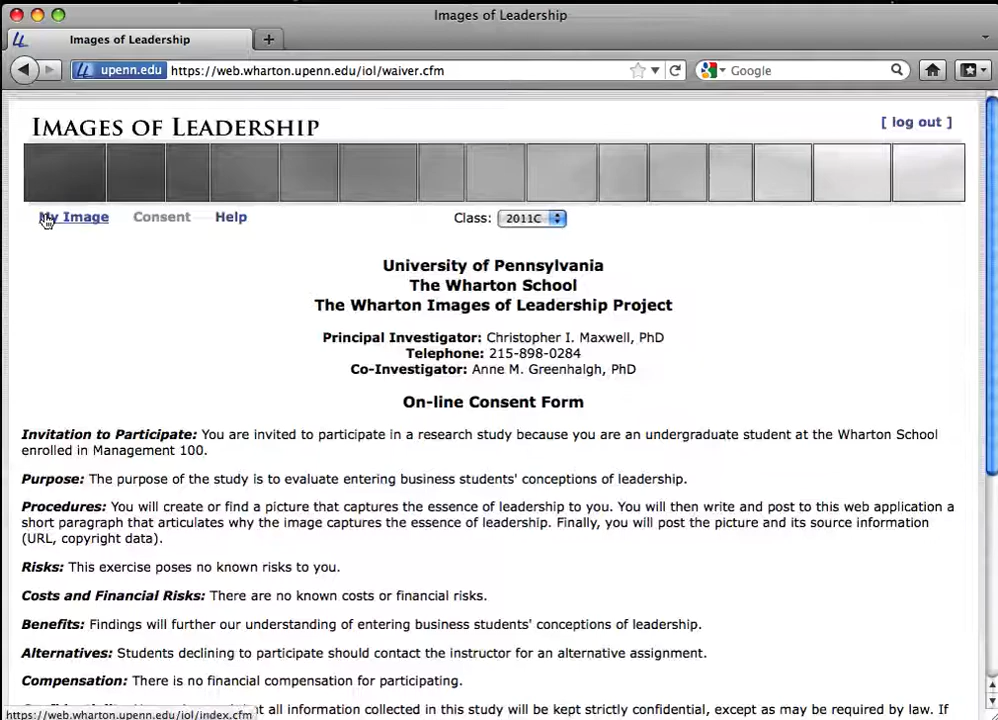 Images of Leadership
Images of Leadership
upenn.edu https://web.wharton.upenn.edu/iol/waiver.cfm
Google
IMAGES OF LEADERSHIP
[ log out ]
My Image Consent Help
Class: 2011C
University of Pennsylvania
The Wharton School
The Wharton Images of Leadership Project
Principal Investigator: Christopher I. Maxwell, PhD
Telephone: 215-898-0284
Co-Investigator: Anne M. Greenhalgh, PhD
On-line Consent Form
Invitation to Participate: You are invited to participate in a research study because you are an undergraduate student at the Wharton School
enrolled in Management 100.
Purpose: The purpose of the study is to evaluate entering business students' conceptions of leadership.
Procedures: You will create or find a picture that captures the essence of leadership to you. You will then write and post to this web application a
short paragraph that articulates why the image captures the essence of leadership. Finally, you will post the picture and its source information
(URL, copyright data).
Risks: This exercise poses no known risks to you.
Costs and Financial Risks: There are no known costs or financial risks.
Benefits: Findings will further our understanding of entering business students' conceptions of leadership.
Alternatives: Students declining to participate should contact the instructor for an alternative assignment.
Compensation: There is no financial compensation for participating.
all information collected in this study will be kept strictly confidential, except as may be required by law. If
https://web.wharton.upenn.edu/iol/index.cfm